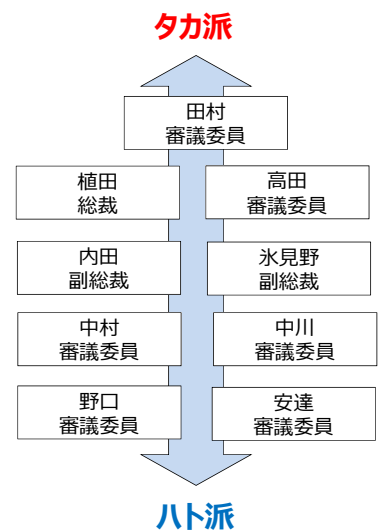 タカ派
田村
審議委員
植田
総裁
高田
審議委員
内田
副総裁
氷見野
副総裁
中村
審議委員
中川
審議委員
野口
審議委員
安達
審議委員
ハト派